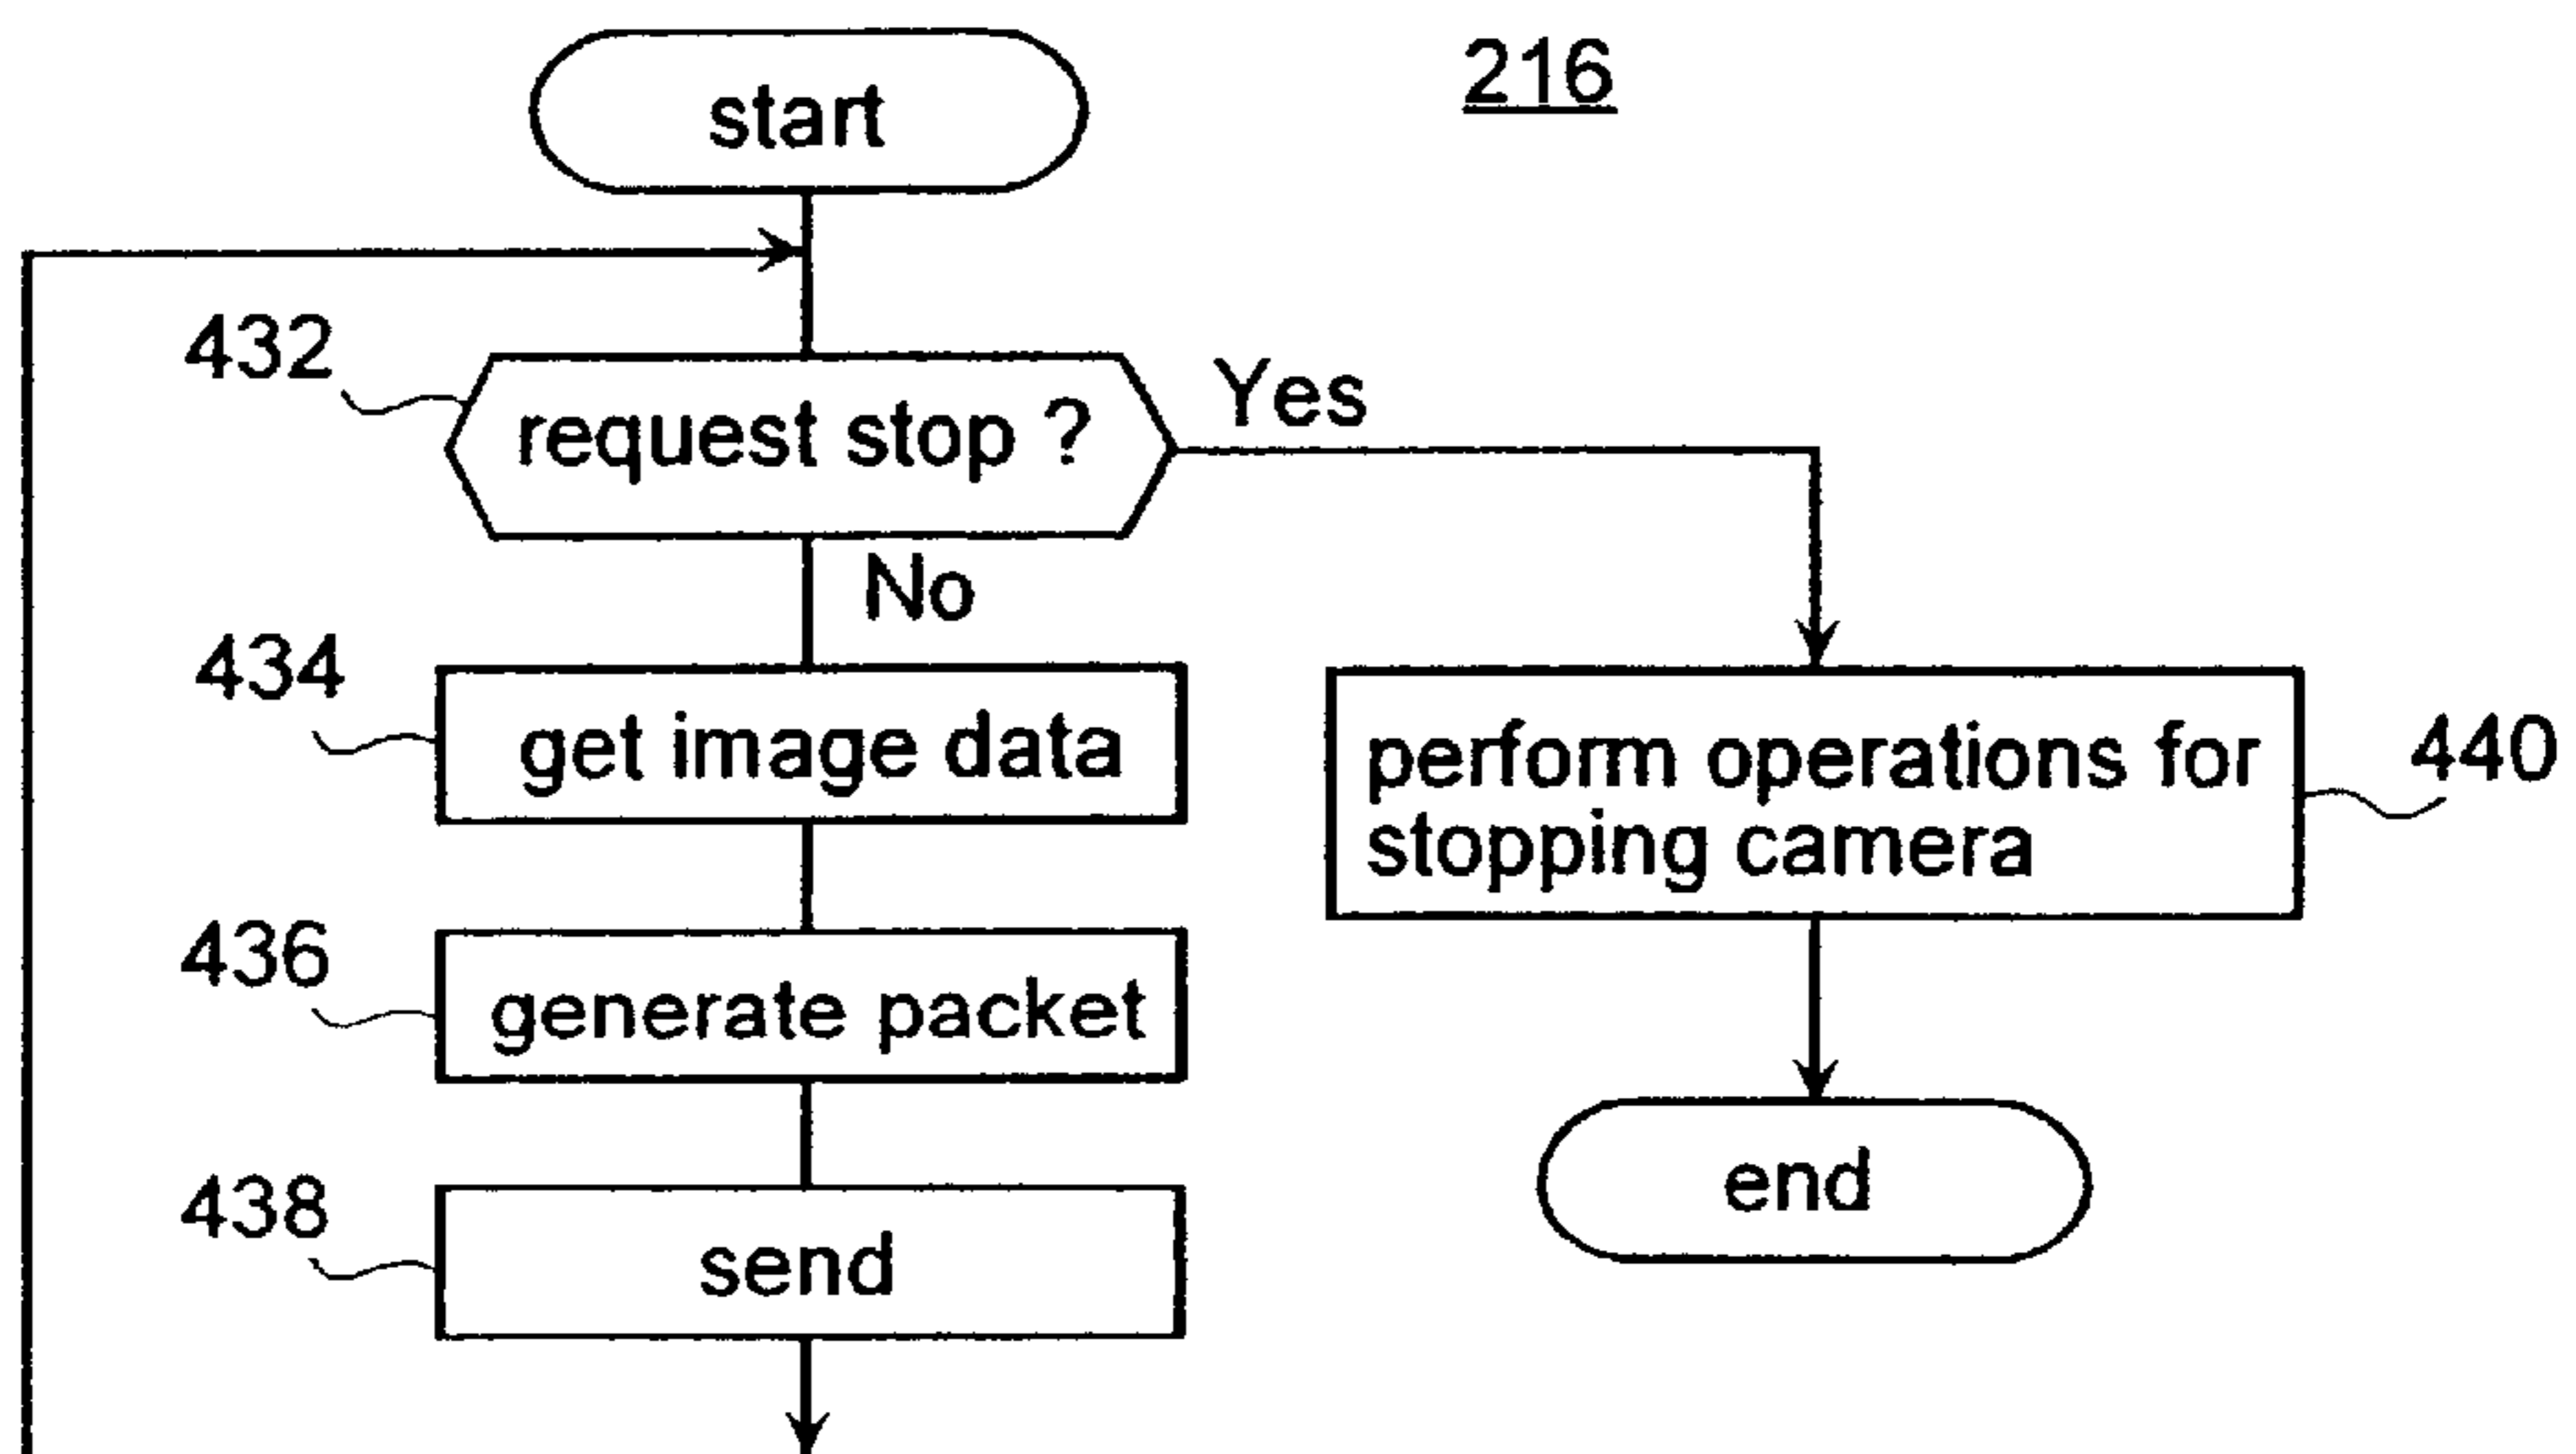 216
start
432
request stop ?
Yes
No
434
get image data
436
generate packet
438
send
perform operations for
stopping camera
440
end